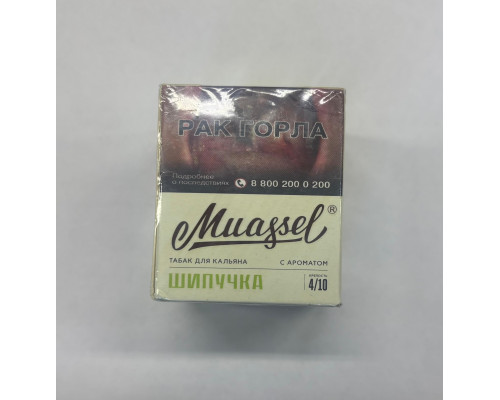 РАК ГОРЛА
Подробнее
о последствиях 8 800 200 0 200
Muassel®
ТАБАК ДЛЯ КАЛЬЯНА С АРОМАТОМ
ШИПУЧКА
КРЕПОСТЬ
4/10